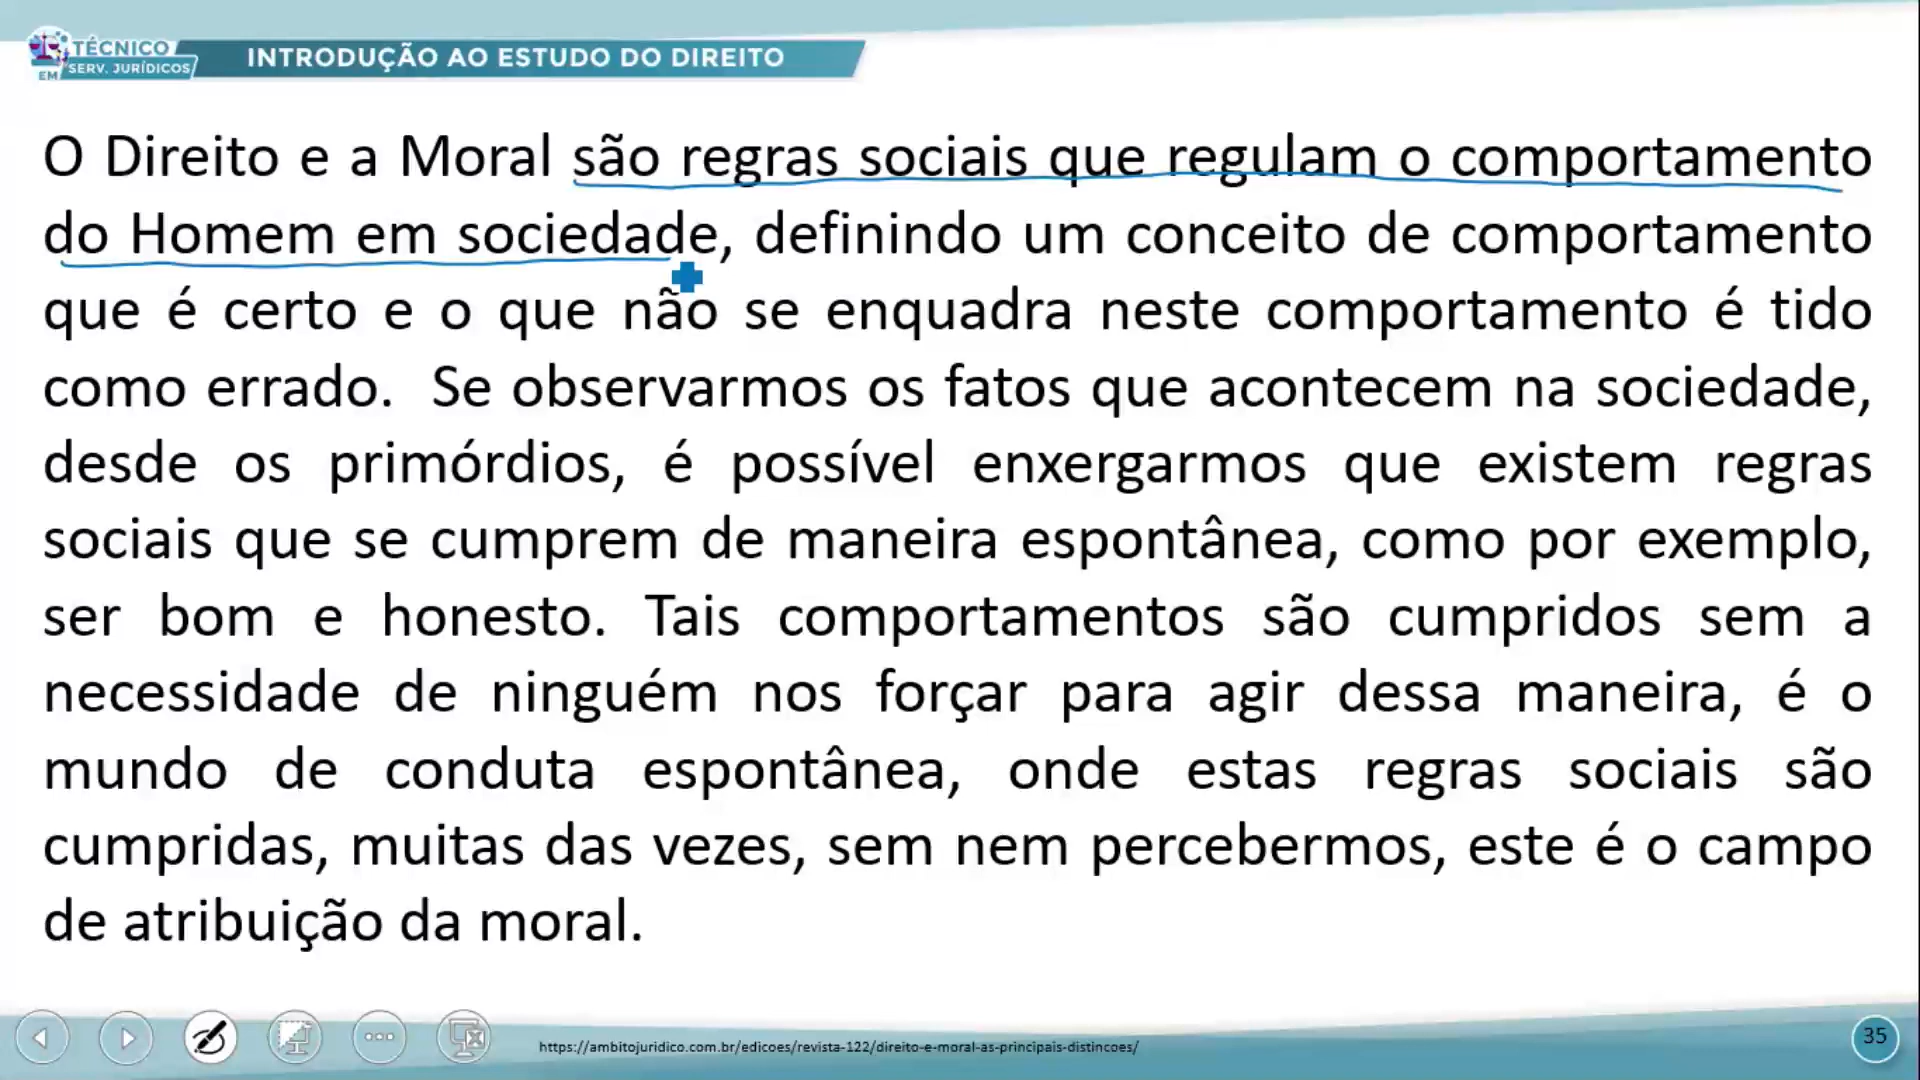 TÉCNICO
EM SERV. JURÍDICOS
INTRODUÇÃO AO ESTUDO DO DIREITO
O Direito e a Moral são regras sociais que regulam o comportamento
do Homem em sociedade, definindo um conceito de comportamento
que é certo e o que não se enquadra neste comportamento é tido
como errado. Se observarmos os fatos que acontecem na sociedade,
desde os primórdios, é possível enxergarmos que existem regras
sociais que se cumprem de maneira espontânea, como por exemplo,
ser bom e honesto. Tais comportamentos são cumpridos sem a
necessidade de ninguém nos forçar para agir dessa maneira, é o
mundo de conduta espontânea, onde estas regras sociais são
cumpridas, muitas das vezes, sem nem percebermos, este é o campo
de atribuição da moral.
https://ambitojuridico.com.br/edicoes/revista-122/direito-e-moral-as-principais-distincoes/
35